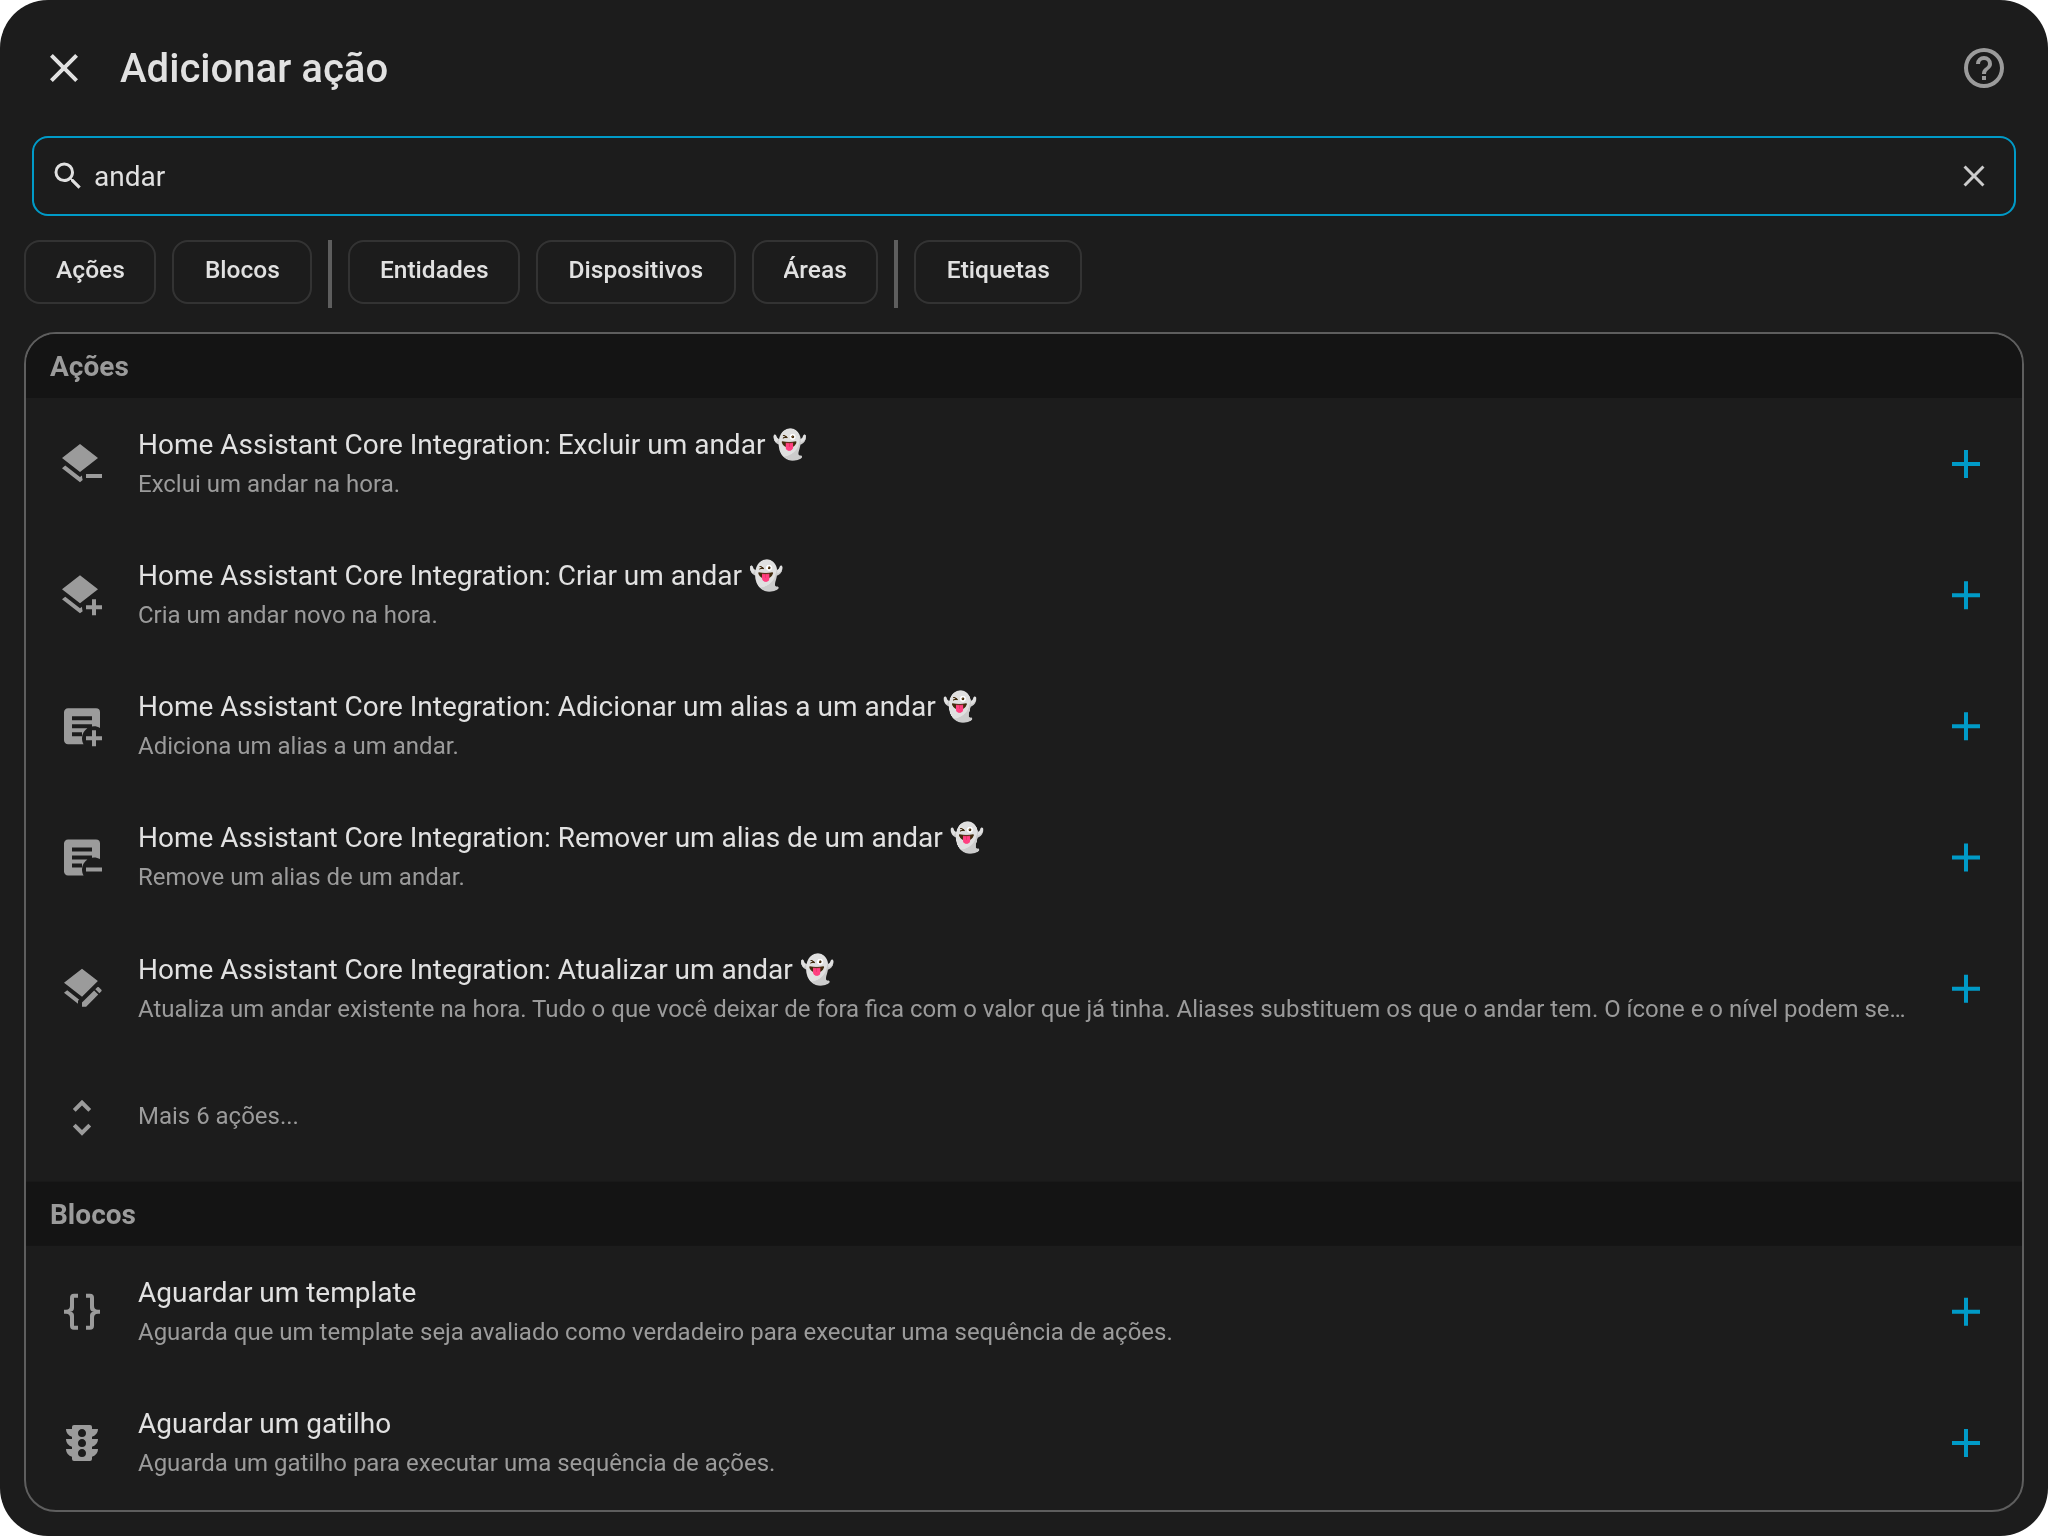 Adicionar ação
andar
Ações
Blocos
Entidades
Dispositivos
Áreas
Etiquetas
Ações
Home Assistant Core Integration: Excluir um andar 👻
Exclui um andar na hora.
Home Assistant Core Integration: Criar um andar 👻
Cria um andar novo na hora.
Home Assistant Core Integration: Adicionar um alias a um andar 👻
Adiciona um alias a um andar.
Home Assistant Core Integration: Remover um alias de um andar 👻
Remove um alias de um andar.
Home Assistant Core Integration: Atualizar um andar 👻
Atualiza um andar existente na hora. Tudo o que você deixar de fora fica com o valor que já tinha. Aliases substituem os que o andar tem. O ícone e o nível podem se...
Mais 6 ações...
Blocos
Aguardar um template
Aguarda que um template seja avaliado como verdadeiro para executar uma sequência de ações.
Aguardar um gatilho
Aguarda um gatilho para executar uma sequência de ações.